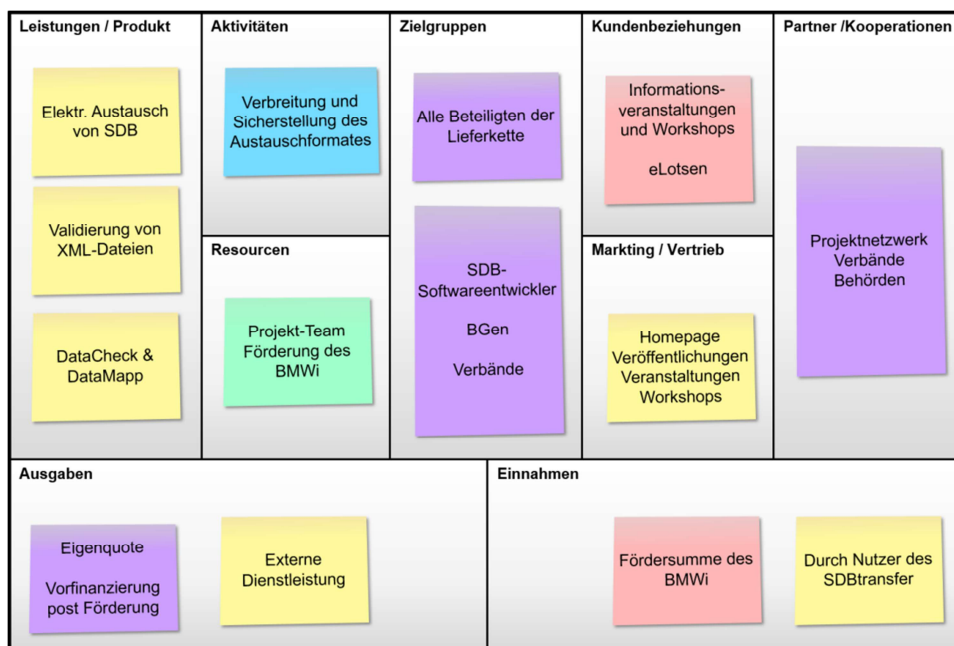 Leistungen / Produkt
Elektr. Austausch
von SDB
Validierung von
XML-Dateien
DataCheck &
DataMapp
Aktivitäten
Verbreitung und
Sicherstellung des
Austauschformates
Resourcen
Projekt-Team
Förderung des
BMWi
Zielgruppen
Alle Beteiligten der
Lieferkette
SDB-
Softwareentwickler
BGen
Verbände
Kundenbeziehungen
Informations-
veranstaltungen
und Workshops
eLotsen
Markting / Vertrieb
Homepage
Veröffentlichungen
Veranstaltungen
Workshops
Partner /Kooperationen
Projektnetzwerk
Verbände
Behörden
Ausgaben
Eigenquote
Vorfinanzierung
post Förderung
Externe
Dienstleistung
Einnahmen
Fördersumme des
BMWi
Durch Nutzer des
SDBtransfer